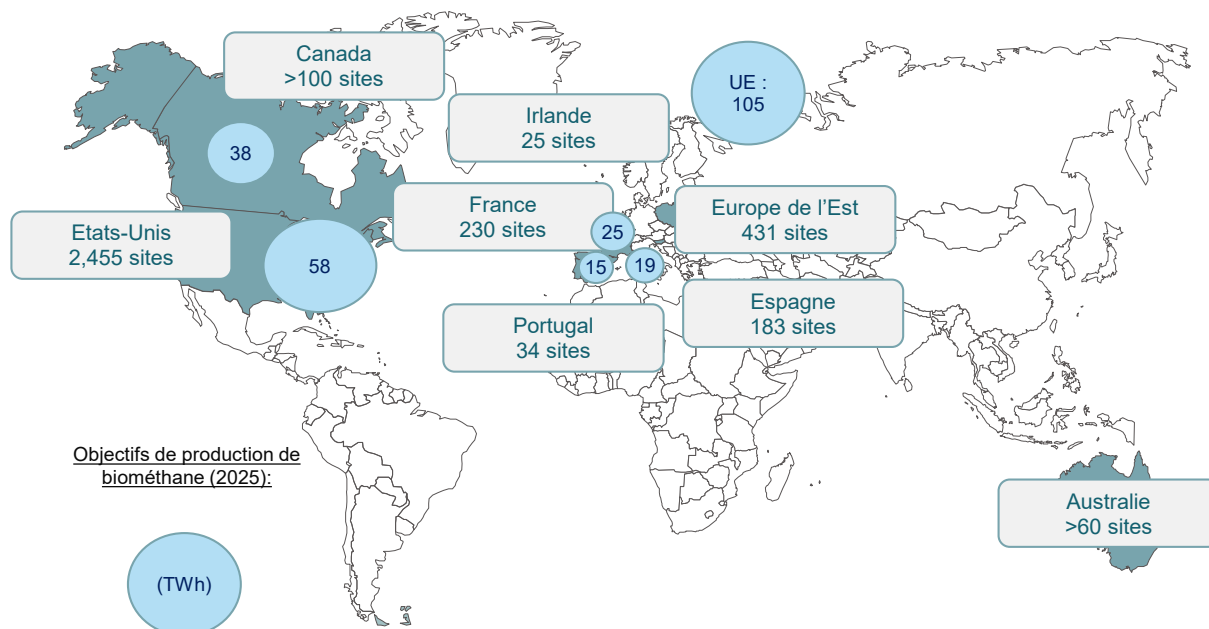 Canada
>100 sites
UE :
105
Irlande
25 sites
38
France
230 sites
Europe de l'Est
431 sites
Etats-Unis
2,455 sites
25
58
15
19
Espagne
183 sites
Portugal
34 sites
Objectifs de production de
biométhane (2025):
Australie
>60 sites
(TWh)